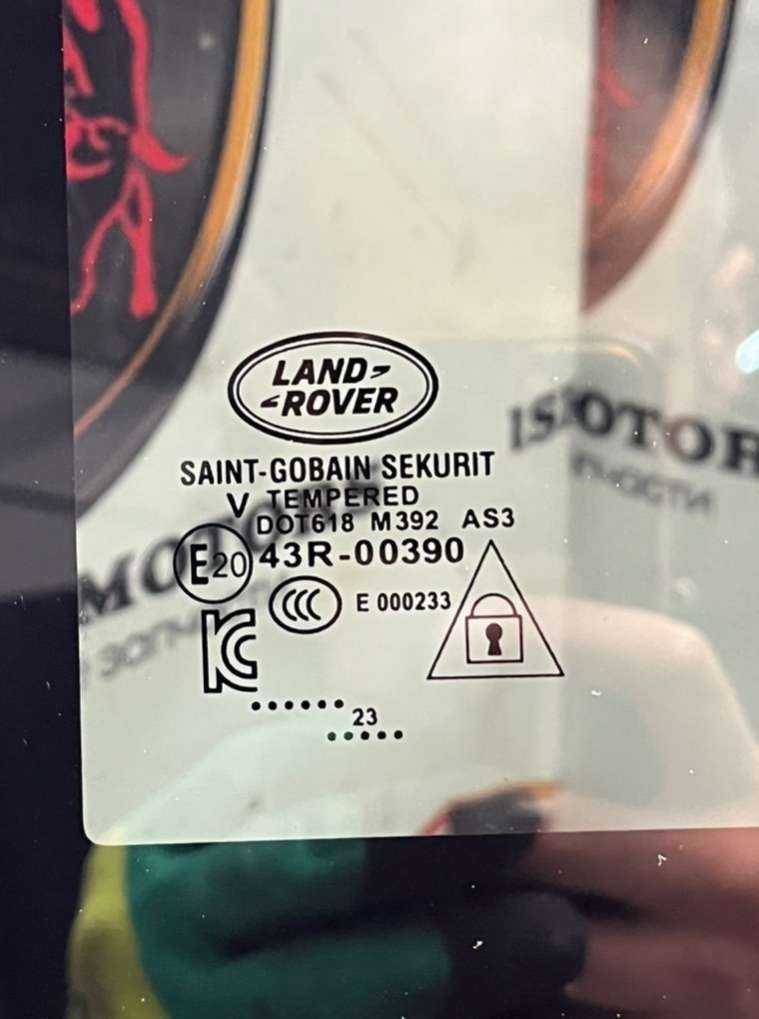 LAND
ROVER
SAINT-GOBAIN SEKURIT
V TEMPERED
DOT618 M392 AS3
E20 43R-00390
CCC E 000233
KC
...... 23
.....